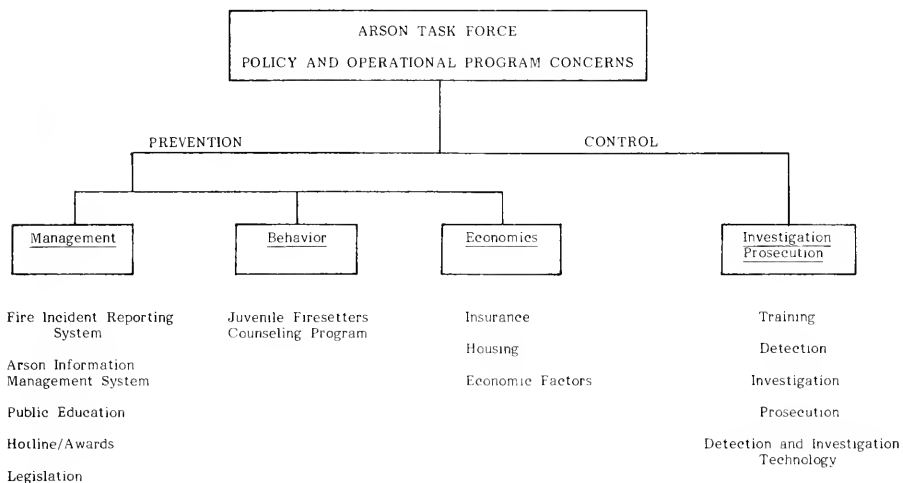 ARSON TASK FORCE
POLICY AND OPERATIONAL PROGRAM CONCERNS
PREVENTION
CONTROL
Management
Behavior
Economics
Investigation
Prosecution
Fire Incident Reporting
System
Arson Information
Management System
Public Education
Hotline/Awards
Legislation
Juvenile Firesetters
Counseling Program
Insurance
Housing
Economic Factors
Training
Detection
Investigation
Prosecution
Detection and Investigation
Technology